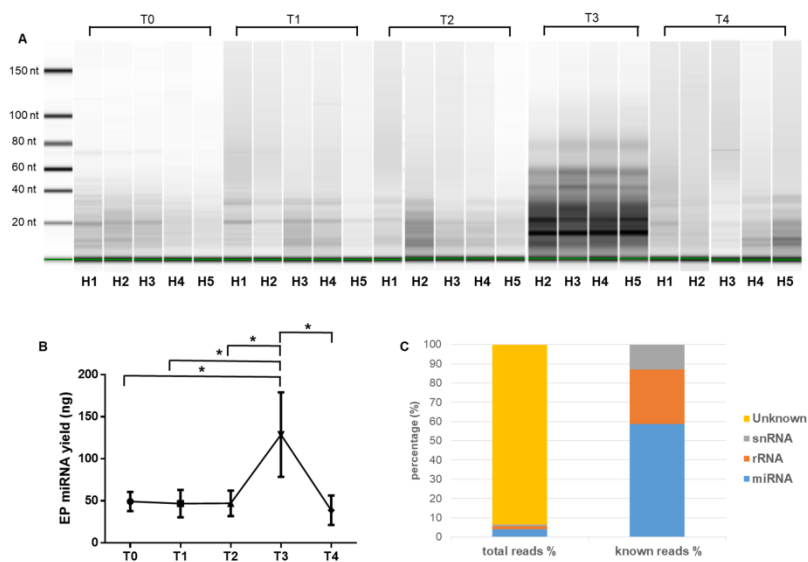 T0 T1 T2 T3 T4
A
150 nt
100 nt
80 nt
60 nt
40 nt
20 nt
H1 H2 H3 H4 H5 H1 H2 H3 H4 H5 H1 H2 H3 H4 H5 H2 H3 H4 H5 H1 H2 H3 H4 H5
B
*
*
*
*
EP miRNA yield (ng)
200
150
100
50
0
T0 T1 T2 T3 T4
C
percentage (%)
100
90
80
70
60
50
40
30
20
10
0
total reads % known reads %
Unknown
snRNA
rRNA
miRNA